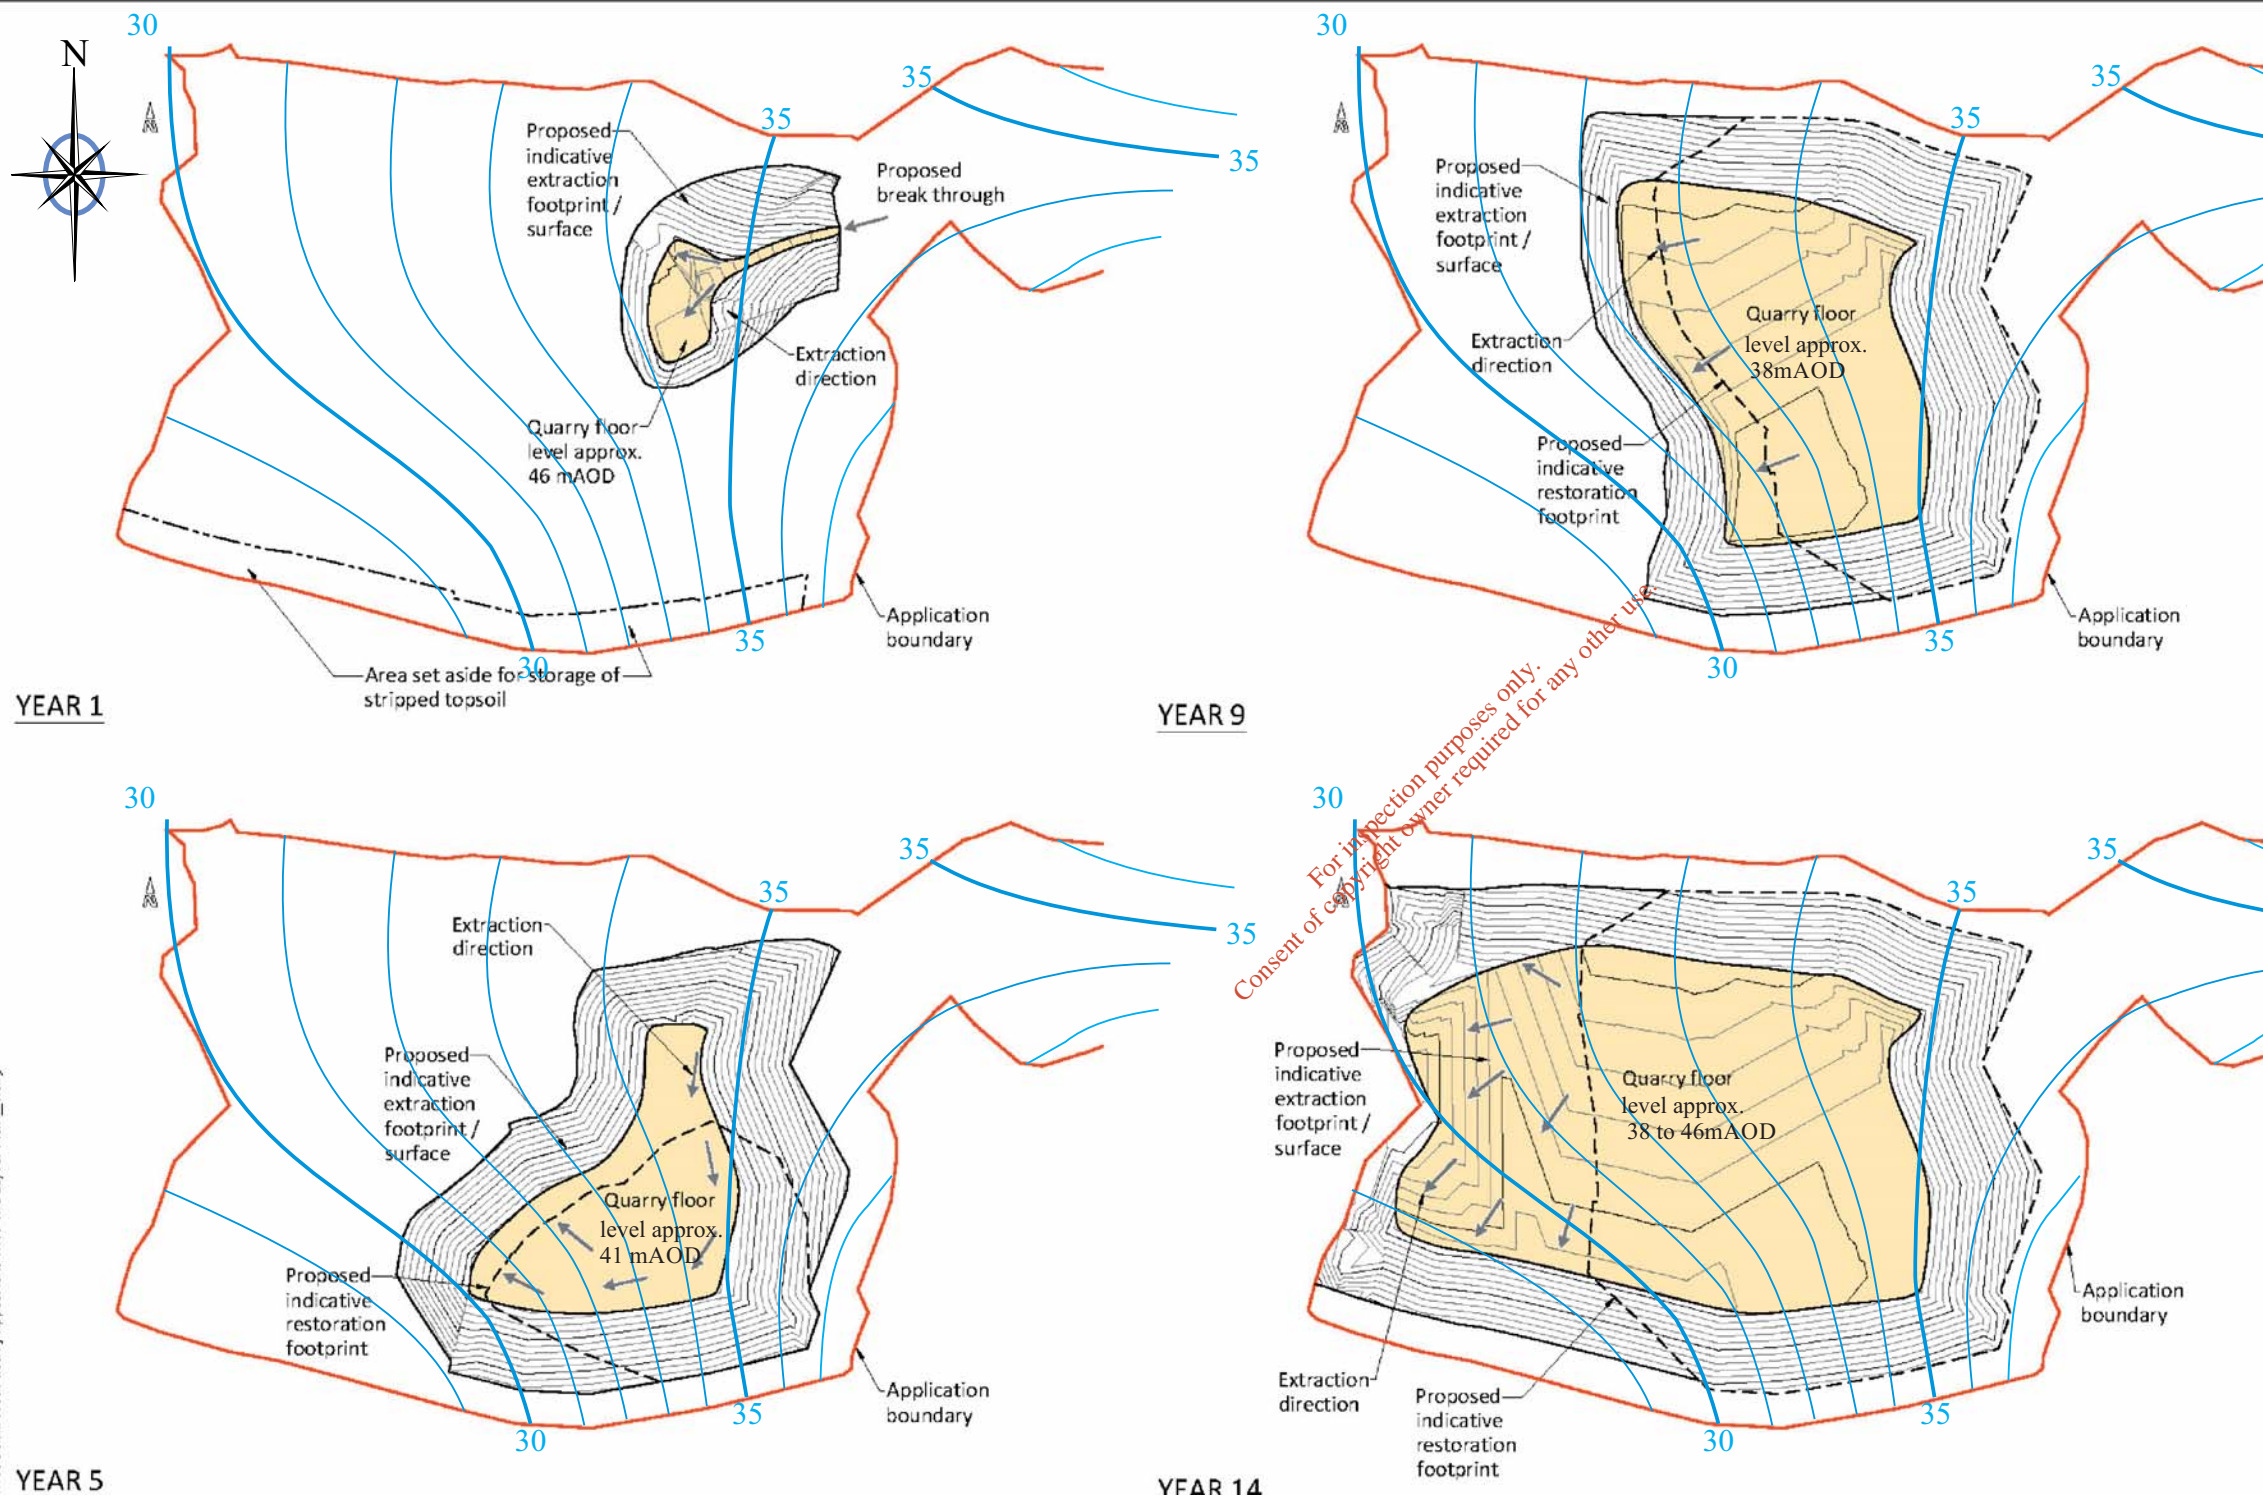 30
N
35
35
35
Proposed
indicative
extraction
footprint /
surface
Proposed
break through
Extraction
direction
Quarry floor
level approx.
46 mAOD
Application
boundary
35
30
Area set aside for storage of
stripped topsoil
YEAR 1
30
35
35
Proposed
indicative
extraction
footprint /
surface
Quarry floor
level approx.
38mAOD
Extraction
direction
Proposed
indicative
restoration
footprint
Application
boundary
35
30
YEAR 9
For inspection purposes only.
Consent of copyright owner required for any other use.
30
35
35
35
Extraction
direction
Proposed
indicative
extraction
footprint /
surface
Quarry floor
level approx.
41 mAOD
Proposed
indicative
restoration
footprint
Application
boundary
35
30
YEAR 5
30
35
35
Proposed
indicative
extraction
footprint /
surface
Quarry floor
level approx.
38 to 46mAOD
Application
boundary
Extraction
direction
Proposed
indicative
restoration
footprint
35
30
YEAR 14